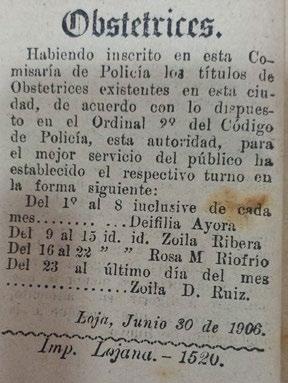 Obstetrices.
Habiendo inscrito en esta Co-
misaría de Policía los títulos de
Obstetrices existentes en esta ciu-
dad, de acuerdo con lo dispues-
to en el Ordinal 9º del Código
de Policía, esta autoridad, para
el mejor servicio del público ha
establecido el respectivo turno en
la forma siguiente:
Del 1º al 8 inclusive de cada
mes......... ... Deifilia Ayora
Del 9 al 15 id. id. Zoila Ribera
Del 16 al 22 " " Rosa M Riofrío
Del 23 al último día del mes
..................Zoila D. Ruiz.
Loja, Junio 30 de 1906.
Imp. Lojana.—1520.